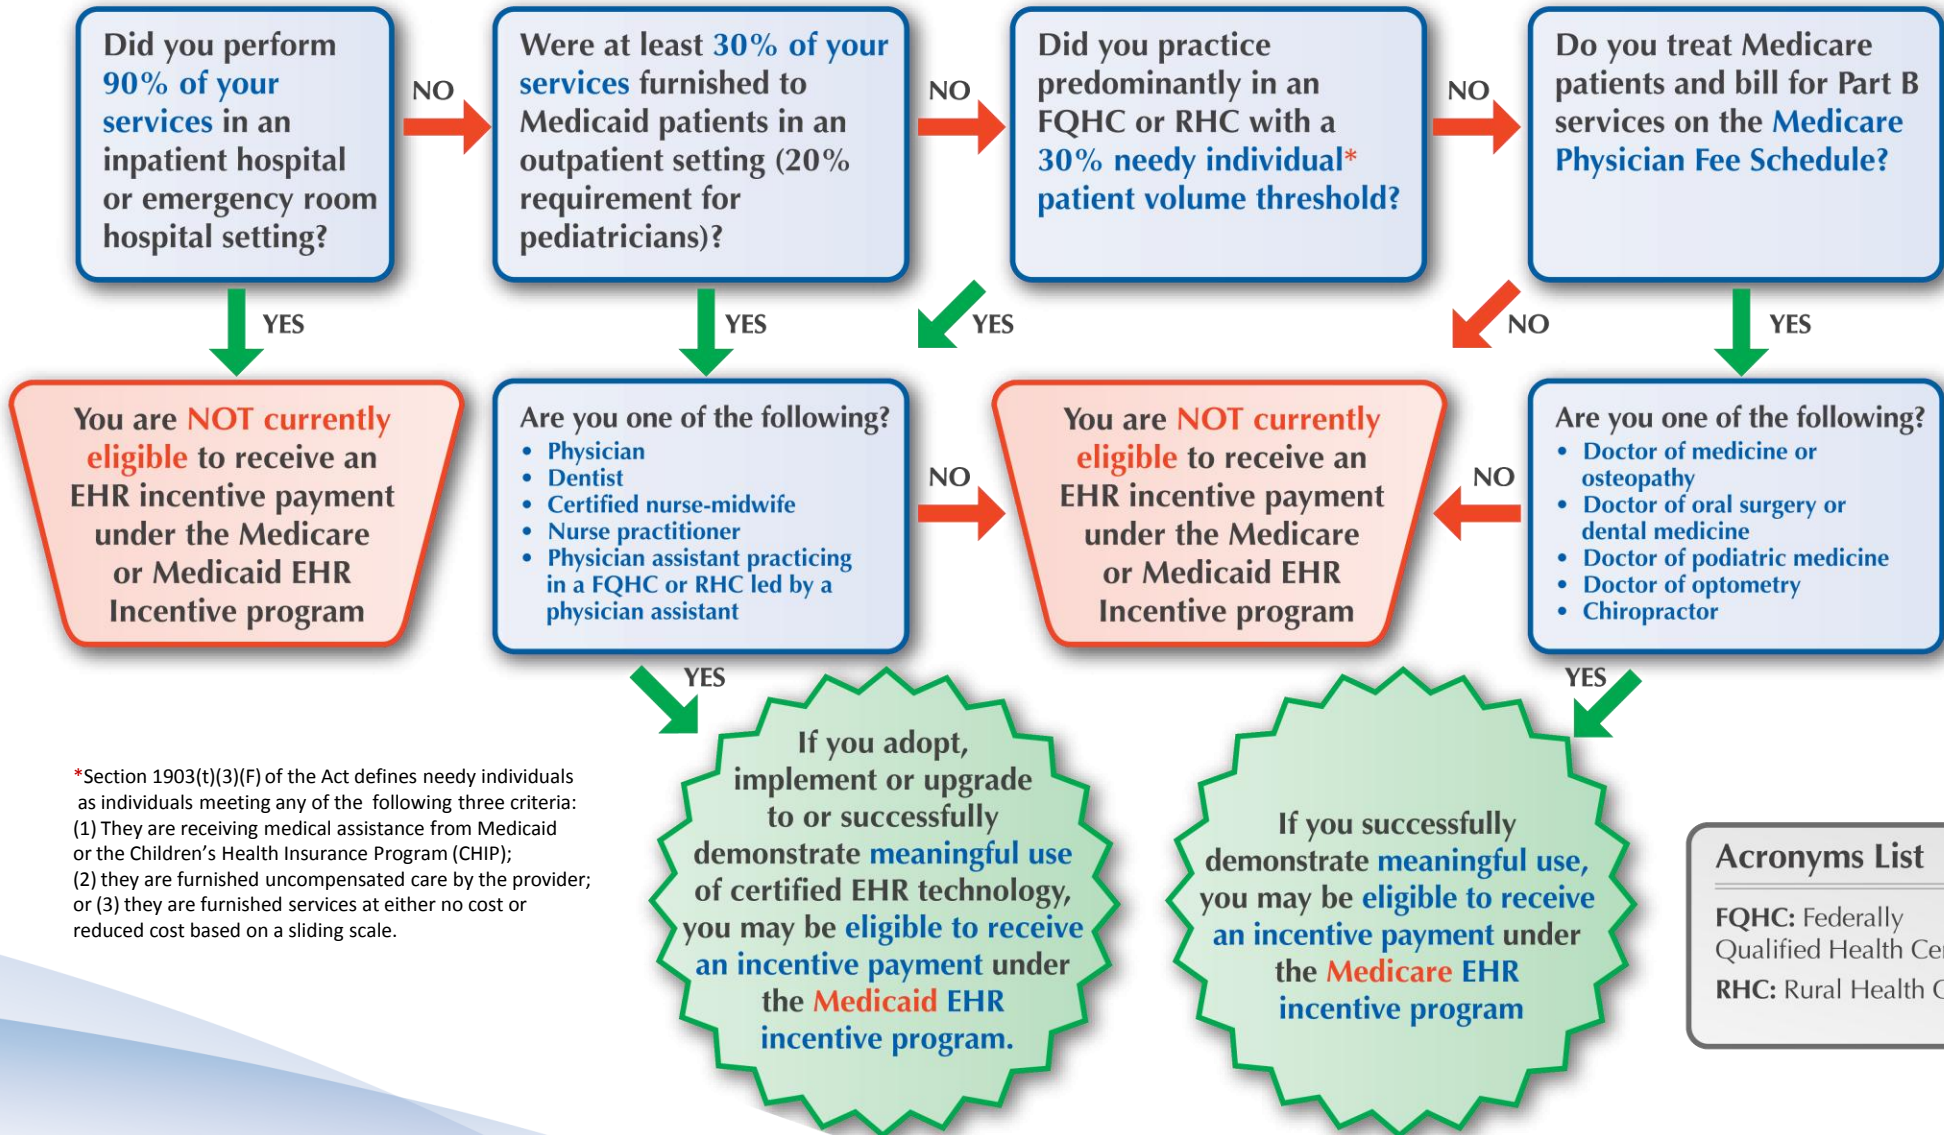 Did you perform
90% of your
services in an
inpatient hospital
or emergency room
hospital setting?
NO
Were at least 30% of your
services furnished to
Medicaid patients in an
outpatient setting (20%
requirement for
pediatricians)?
NO
Did you practice
predominantly in an
FQHC or RHC with a
30% needy individual*
patient volume threshold?
NO
Do you treat Medicare
patients and bill for Part B
services on the Medicare
Physician Fee Schedule?
YES
YES
YES
NO
YES
You are NOT currently
eligible to receive an
EHR incentive payment
under the Medicare
or Medicaid EHR
Incentive program
Are you one of the following?
• Physician
• Dentist
• Certified nurse-midwife
• Nurse practitioner
• Physician assistant practicing
in a FQHC or RHC led by a
physician assistant
NO
You are NOT currently
eligible to receive an
EHR incentive payment
under the Medicare
or Medicaid EHR
Incentive program
NO
Are you one of the following?
• Doctor of medicine or
osteopathy
• Doctor of oral surgery or
dental medicine
• Doctor of podiatric medicine
• Doctor of optometry
• Chiropractor
YES
YES
*Section 1903(t)(3)(F) of the Act defines needy individuals
as individuals meeting any of the following three criteria:
(1) They are receiving medical assistance from Medicaid
or the Children's Health Insurance Program (CHIP);
(2) they are furnished uncompensated care by the provider;
or (3) they are furnished services at either no cost or
reduced cost based on a sliding scale.
If you adopt,
implement or upgrade
to or successfully
demonstrate meaningful use
of certified EHR technology,
you may be eligible to receive
an incentive payment under
the Medicaid EHR
incentive program.
If you successfully
demonstrate meaningful use,
you may be eligible to receive
an incentive payment under
the Medicare EHR
incentive program
Acronyms List
FQHC: Federally
Qualified Health
RHC: Rural Health